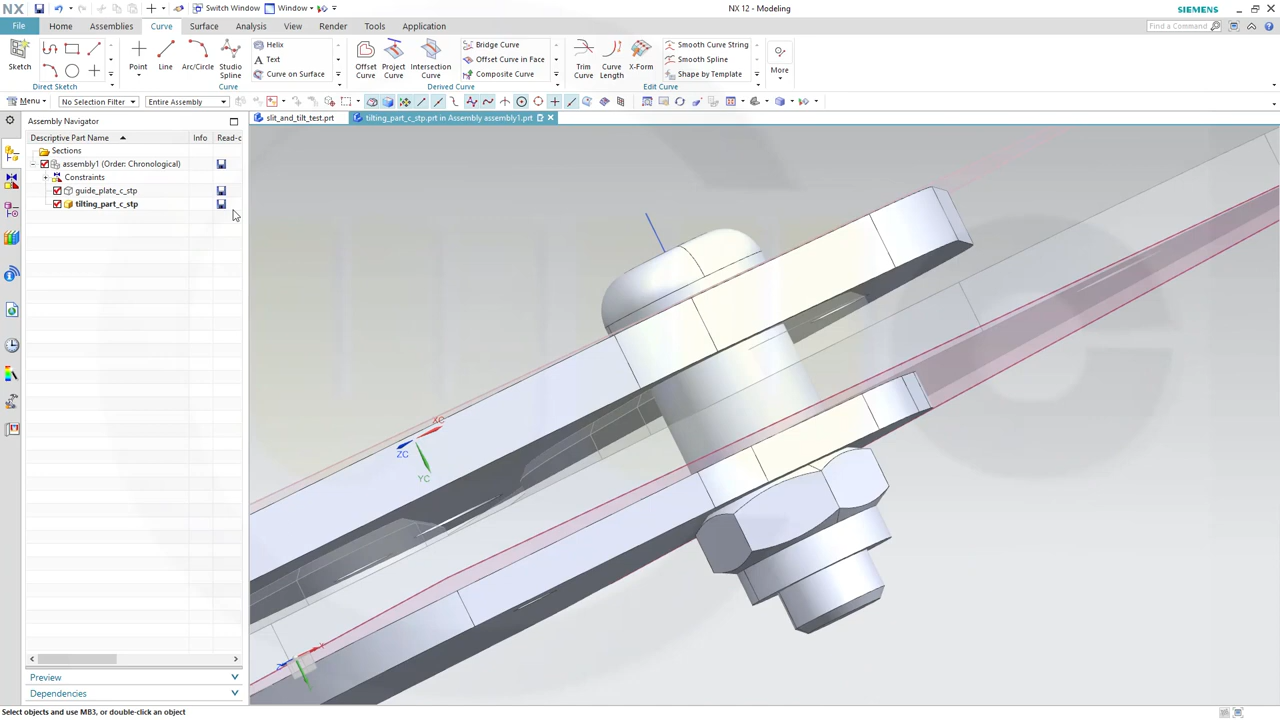 NX
Switch Window
Window
NX 12 - Modeling
SIEMENS
File
Home
Assemblies
Curve
Surface
Analysis
View
Render
Tools
Application
Find a Command
Sketch
Point
Line
Arc/Circle
Studio Spline
Helix
Text
Curve on Surface
Offset Curve
Project Curve
Intersection Curve
Bridge Curve
Offset Curve in Face
Composite Curve
Trim Curve
Curve Length
X-Form
Smooth Curve String
Smooth Spline
Shape by Template
More
Direct Sketch
Curve
Derived Curve
Edit Curve
Menu
No Selection Filter
Entire Assembly
Assembly Navigator
slit_and_tilt_test.prt
tilting_part_c_stp.prt in Assembly assembly1.prt
Descriptive Part Name
Info
Read-c
Sections
assembly1 (Order: Chronological)
Constraints
guide_plate_c_stp
tilting_part_c_stp
XC
ZC
YC
Preview
Dependencies
Select objects and use MB3, or double-click an object